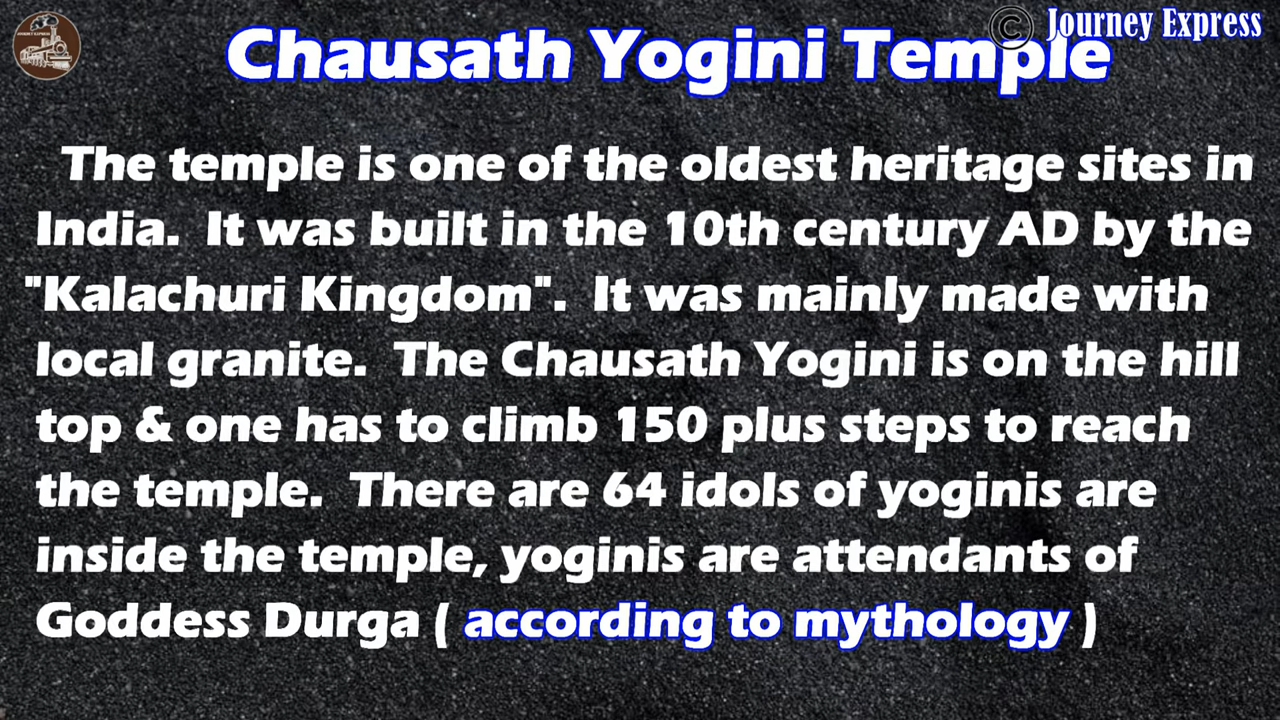 © Journey Express
Chausath Yogini Temple
The temple is one of the oldest heritage sites in
India. It was built in the 10th century AD by the
"Kalachuri Kingdom". It was mainly made with
local granite. The Chausath Yogini is on the hill
top & one has to climb 150 plus steps to reach
the temple. There are 64 idols of yoginis are
inside the temple, yoginis are attendants of
Goddess Durga ( according to mythology )